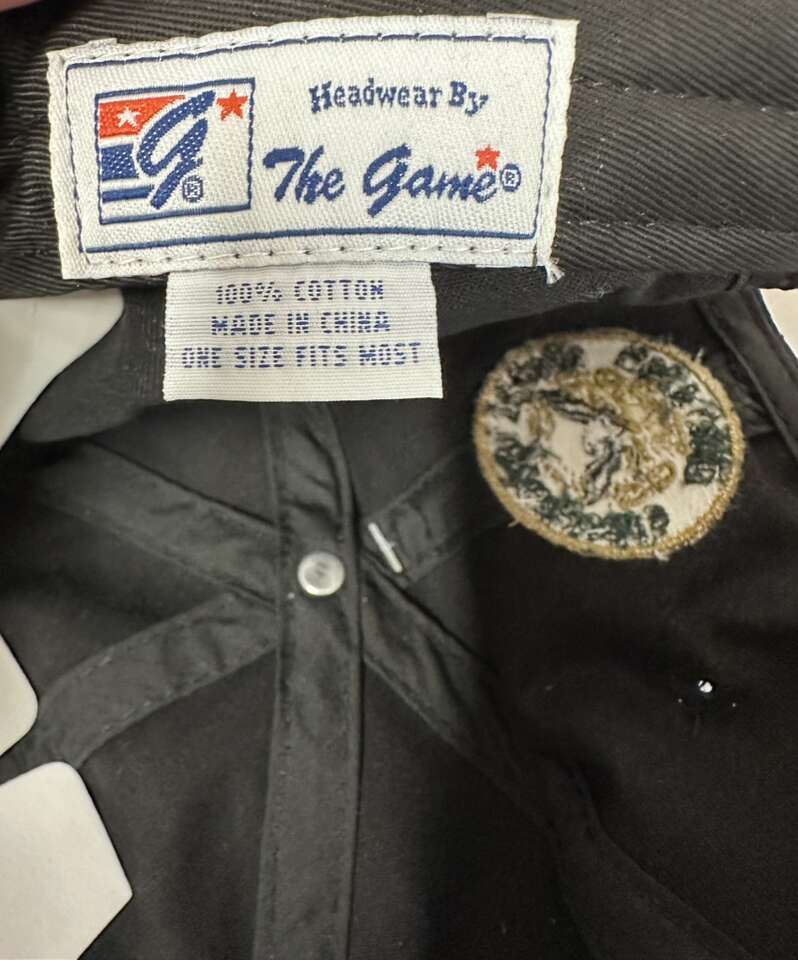 Headwear By
The Game®
g®
100% COTTON
MADE IN CHINA
ONE SIZE FITS MOST